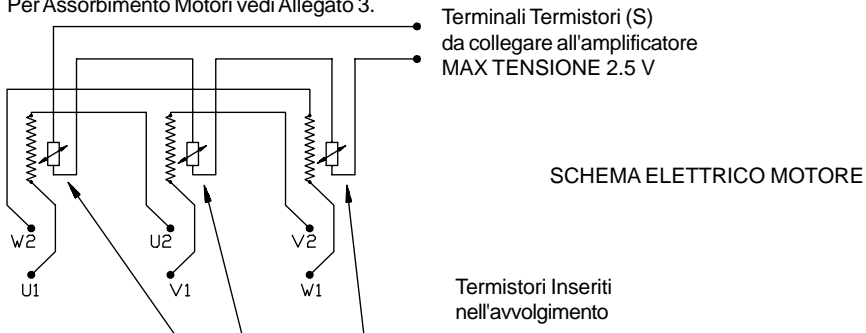 Per Assorbimento Motori vedi Allegato 3.
Terminali Termistori (S)
da collegare all'amplificatore
MAX TENSIONE 2.5 V
SCHEMA ELETTRICO MOTORE
W2 U2 V2
U1 V1 W1
Termistori Inseriti
nell'avvolgimento